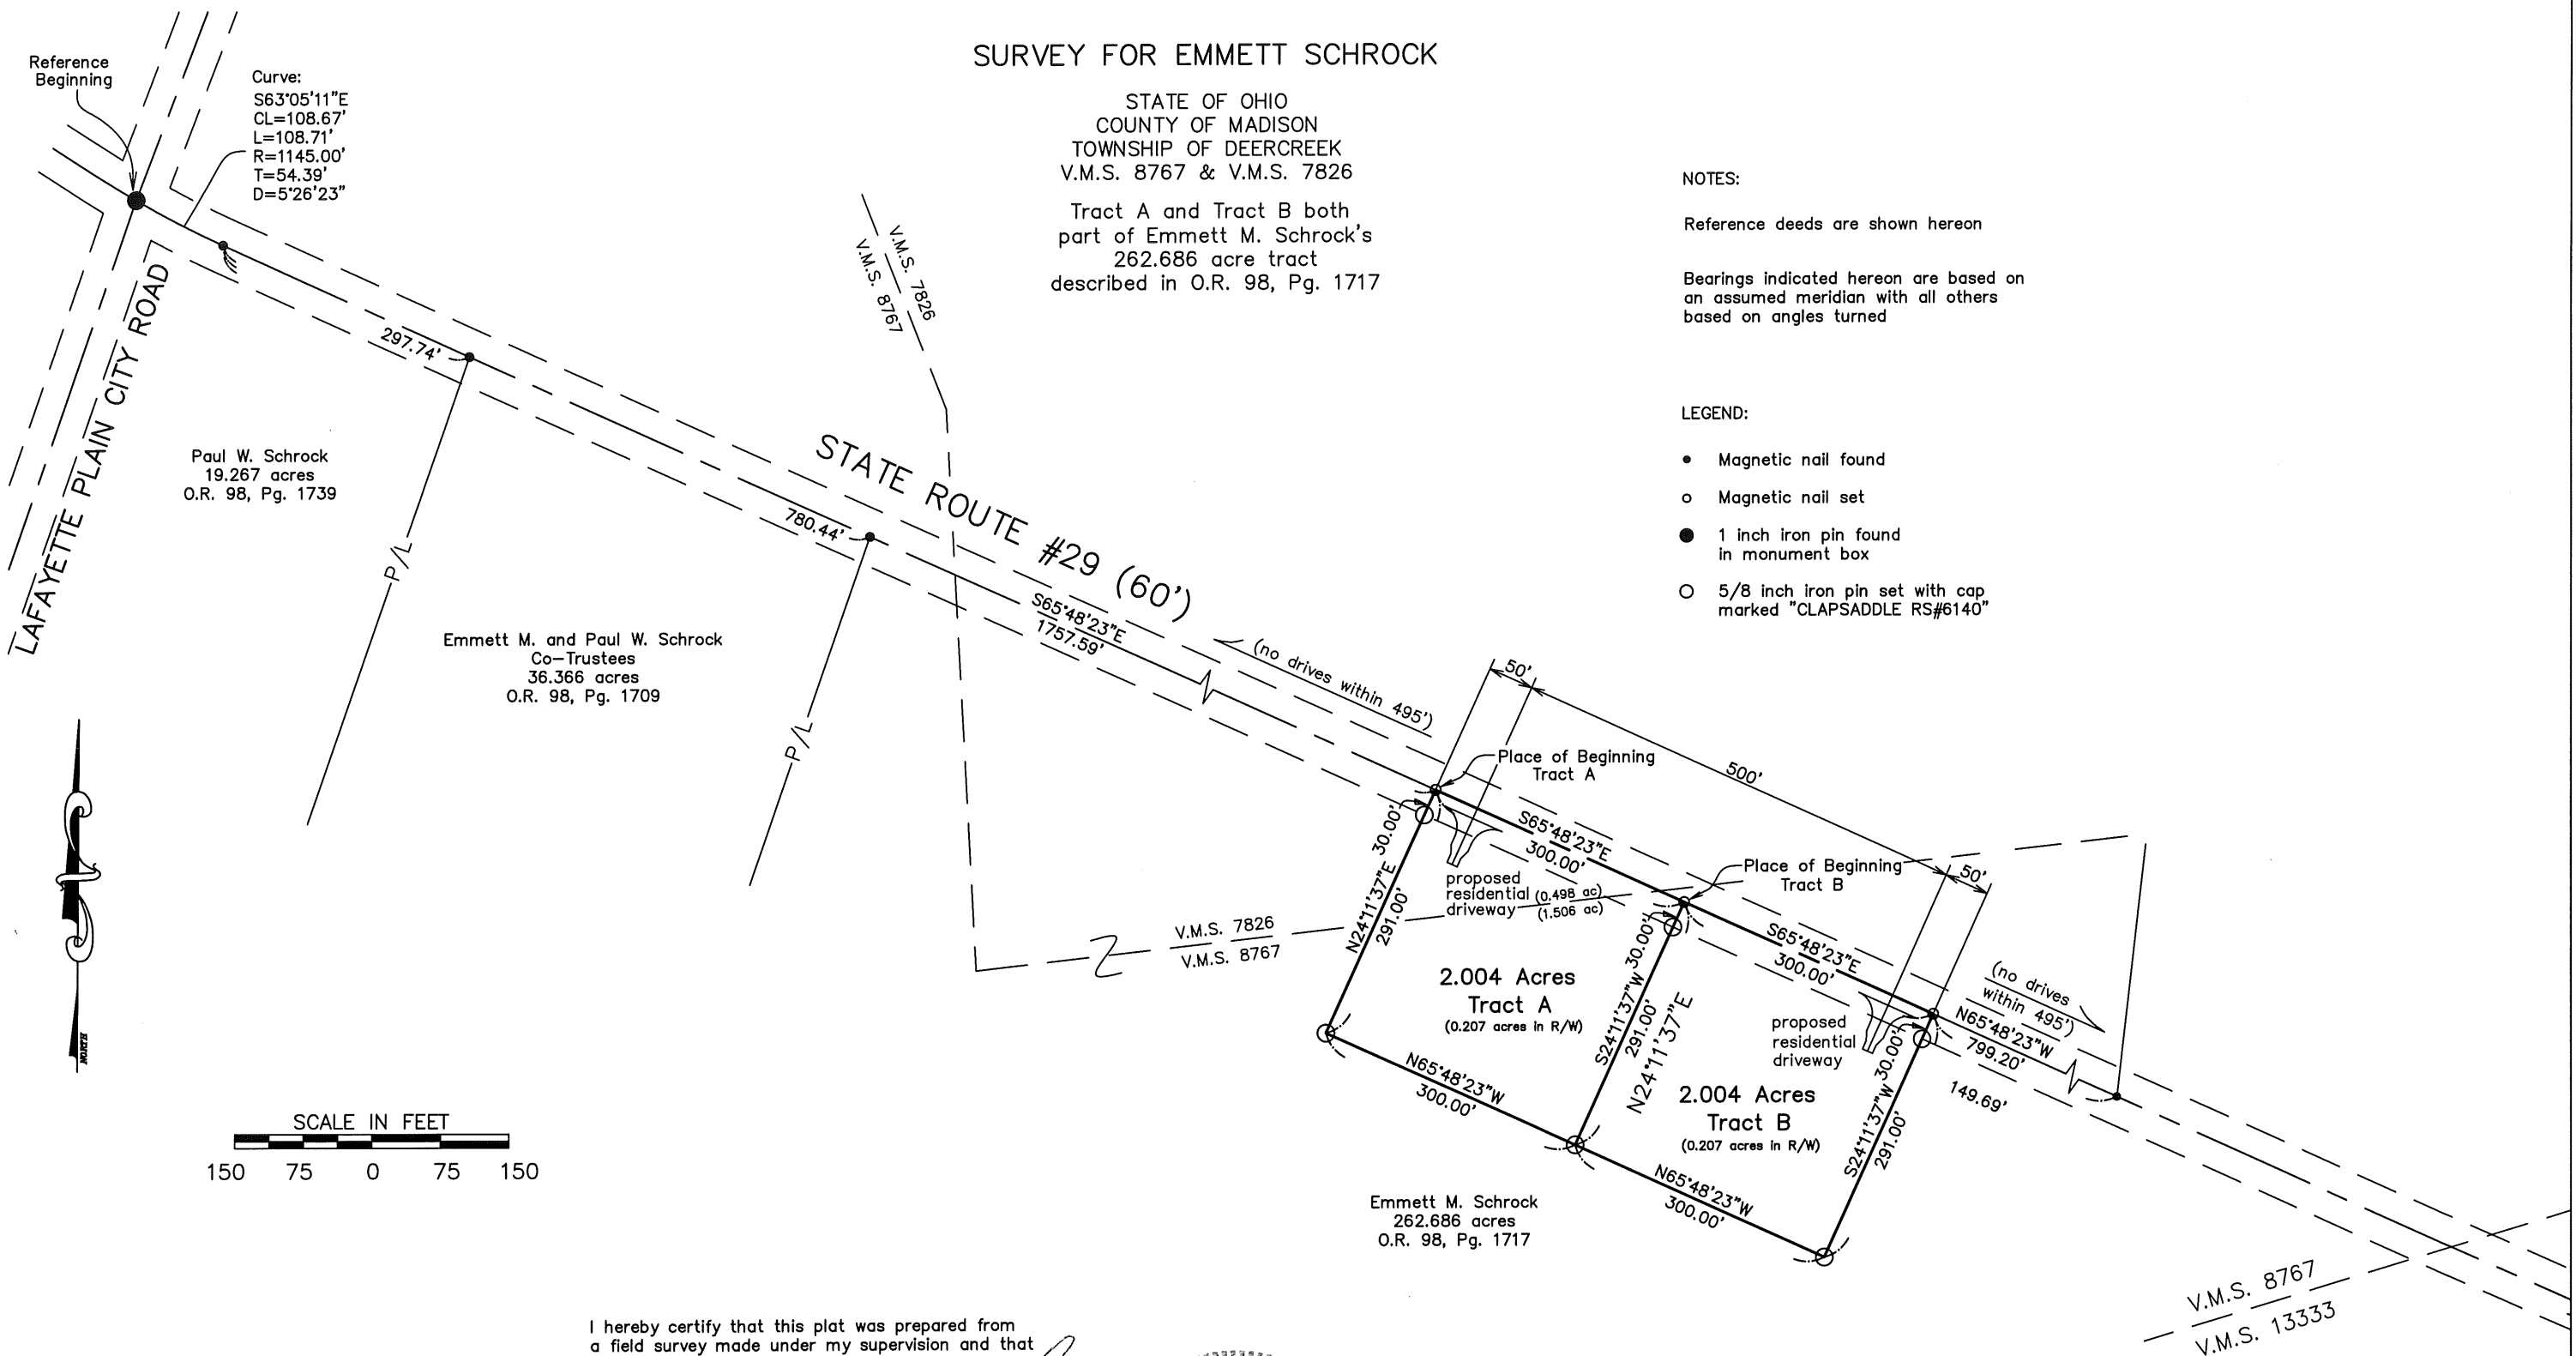 SURVEY FOR EMMETT SCHROCK
STATE OF OHIO
COUNTY OF MADISON
TOWNSHIP OF DEERCREEK
V.M.S. 8767 & V.M.S. 7826
Tract A and Tract B both
part of Emmett M. Schrock's
262.686 acre tract
described in O.R. 98, Pg. 1717
Reference
Beginning
Curve:
S63°05'11"E
CL=108.67'
L=108.71'
R=1145.00'
T=54.39'
D=5°26'23"
NOTES:
Reference deeds are shown hereon
Bearings indicated hereon are based on
an assumed meridian with all others
based on angles turned
LEGEND:
Magnetic nail found
Magnetic nail set
1 inch iron pin found
in monument box
5/8 inch iron pin set with cap
marked "CLAPSADDLE RS#6140"
V.M.S. 7826
V.M.S. 8767
LAFAYETTE PLAIN CITY ROAD
297.74'
Paul W. Schrock
19.267 acres
O.R. 98, Pg. 1739
P/L
780.44'
STATE ROUTE #29 (60')
S65°48'23"E
1757.59'
Emmett M. and Paul W. Schrock
Co-Trustees
36.366 acres
O.R. 98, Pg. 1709
P/L
(no drives within 495')
50'
500'
50'
Place of Beginning
Tract A
30.00'
S65°48'23"E
300.00'
N24°11'37"E
291.00'
proposed
residential
driveway
(0.498 ac)
(1.506 ac)
Place of Beginning
Tract B
V.M.S. 7826
V.M.S. 8767
2.004 Acres
Tract A
(0.207 acres in R/W)
30.00'
S24°11'37"W
291.00'
N24°11'37"E
S65°48'23"E
300.00'
N65°48'23"W
300.00'
2.004 Acres
Tract B
(0.207 acres in R/W)
proposed
residential
driveway
30.00'
S24°11'37"W
291.00'
(no drives
within 495')
N65°48'23"W
799.20'
149.69'
N65°48'23"W
300.00'
Emmett M. Schrock
262.686 acres
O.R. 98, Pg. 1717
NORTH
SCALE IN FEET
150 75 0 75 150
V.M.S. 8767
V.M.S. 13333
I hereby certify that this plat was prepared from
a field survey made under my supervision and that